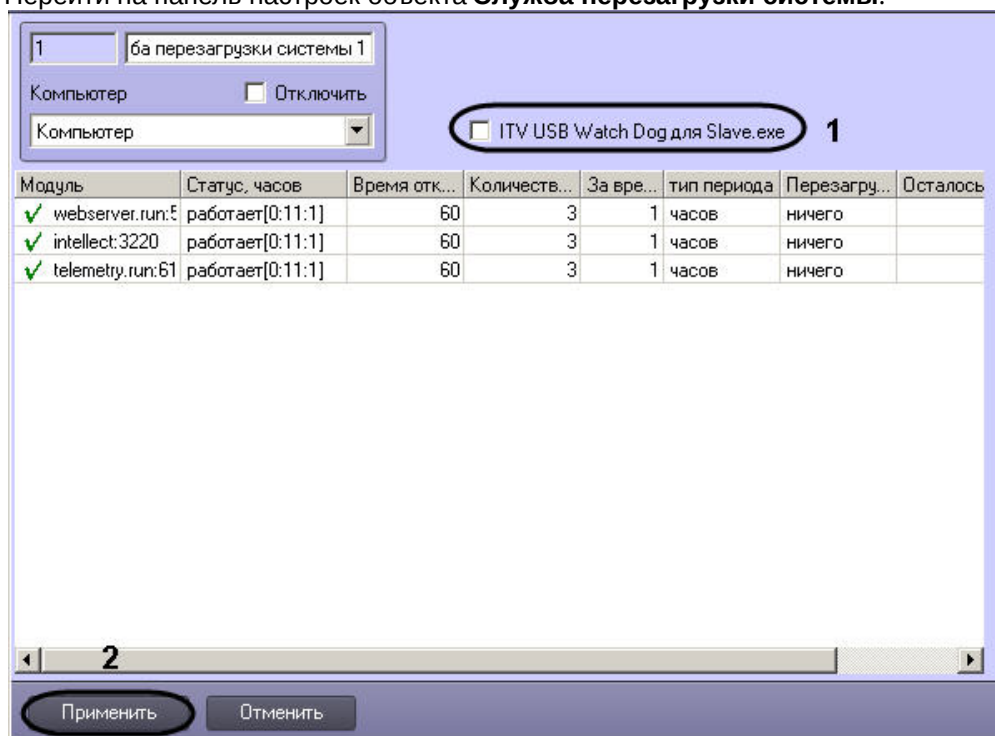 Перейти на панель настроек объекта Служба перезагрузки системы.
1 ба перезагрузки системы 1
Компьютер Отключить
Компьютер
ITV USB Watch Dog для Slave.exe 1
Модуль Статус, часов Время отк... Количеств... За вре... тип периода Перезагру... Осталось
webserver.run:5 работает[0:11:1] 60 3 1 часов ничего
intellect:3220 работает[0:11:1] 60 3 1 часов ничего
telemetry.run:61 работает[0:11:1] 60 3 1 часов ничего
2
Применить Отменить